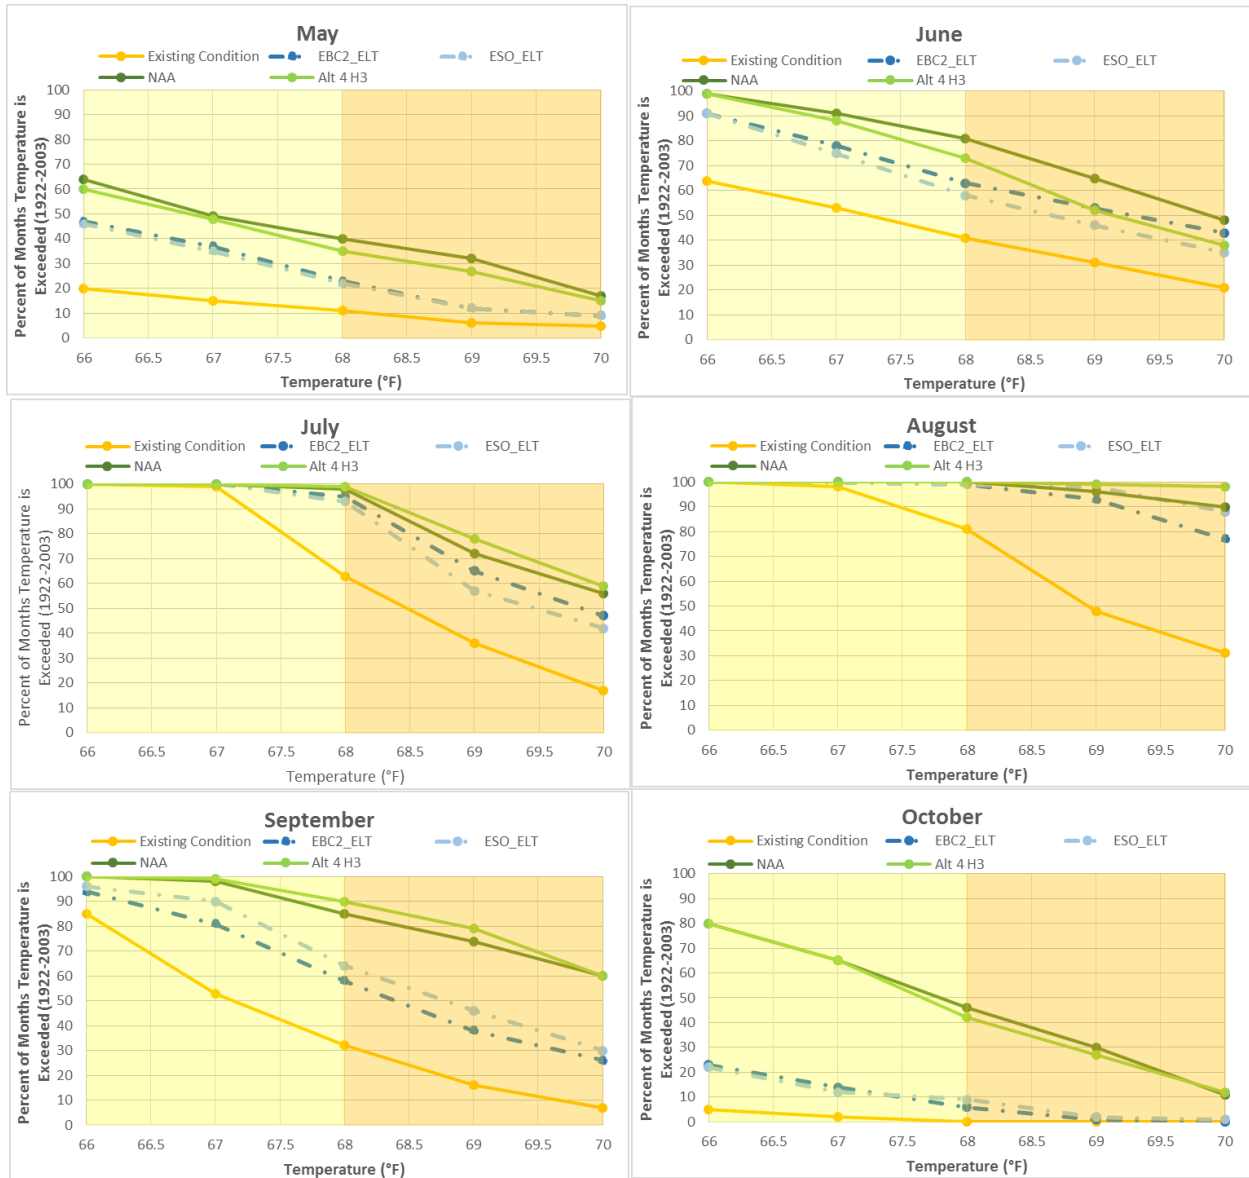 May
Existing Condition
EBC2_ELT
ESO_ELT
NAA
Alt 4 H3
Percent of Months Temperature is
Exceeded (1922-2003)
100
90
80
70
60
50
40
30
20
10
0
66 66.5 67 67.5 68 68.5 69 69.5 70
Temperature (°F)
June
Existing Condition
EBC2_ELT
ESO_ELT
NAA
Alt 4 H3
Percent of Months Temperature is
Exceeded (1922-2003)
100
90
80
70
60
50
40
30
20
10
0
66 66.5 67 67.5 68 68.5 69 69.5 70
Temperature (°F)
July
Existing Condition
EBC2_ELT
ESO_ELT
NAA
Alt 4 H3
Percent of Months Temperature is
Exceeded (1922-2003)
100
90
80
70
60
50
40
30
20
10
0
66 66.5 67 67.5 68 68.5 69 69.5 70
Temperature (°F)
August
Existing Condition
EBC2_ELT
ESO_ELT
NAA
Alt 4 H3
Percent of Months Temperature is
Exceeded (1922-2003)
100
90
80
70
60
50
40
30
20
10
0
66 66.5 67 67.5 68 68.5 69 69.5 70
Temperature (°F)
September
Existing Condition
EBC2_ELT
ESO_ELT
NAA
Alt 4 H3
Percent of Months Temperature is
Exceeded (1922-2003)
100
90
80
70
60
50
40
30
20
10
0
66 66.5 67 67.5 68 68.5 69 69.5 70
Temperature (°F)
October
Existing Condition
EBC2_ELT
ESO_ELT
NAA
Alt 4 H3
Percent of Months Temperature is
Exceeded (1922-2003)
100
90
80
70
60
50
40
30
20
10
0
66 66.5 67 67.5 68 68.5 69 69.5 70
Temperature (°F)